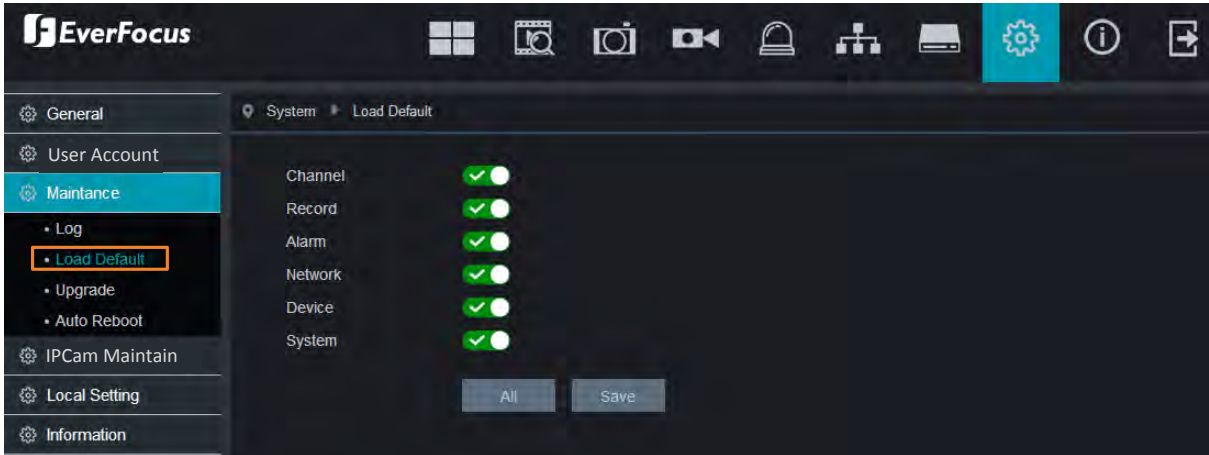 EverFocus
General
User Account
Maintance
• Log
• Load Default
• Upgrade
• Auto Reboot
IPCam Maintain
Local Setting
Information
System Load Default
Channel
Record
Alarm
Network
Device
System
All Save